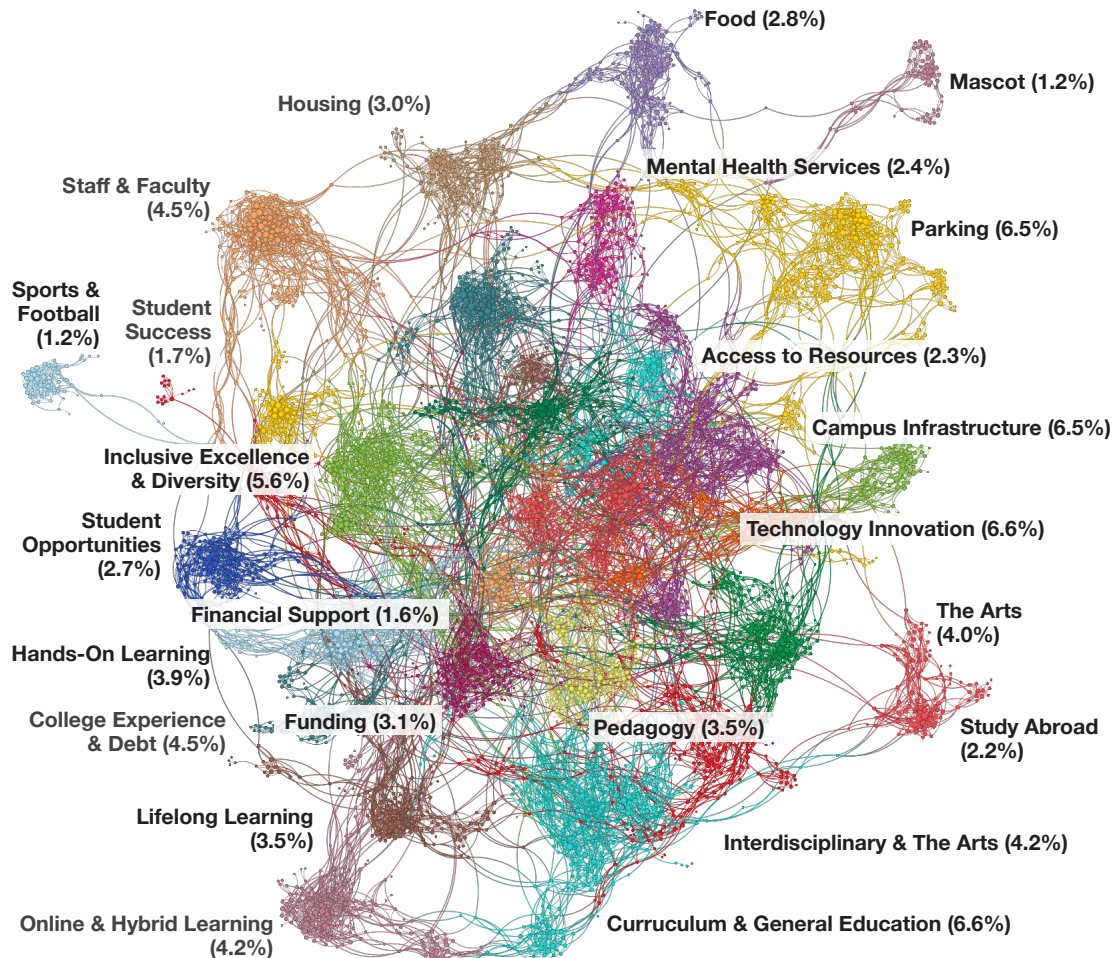 Food (2.8%)
Mascot (1.2%)
Housing (3.0%)
Mental Health Services (2.4%)
Staff & Faculty
(4.5%)
Parking (6.5%)
Sports &
Football
(1.2%)
Student
Success
(1.7%)
Access to Resources (2.3%)
Campus Infrastructure (6.5%)
Inclusive Excellence
& Diversity (5.6%)
Student
Opportunities
(2.7%)
Technology Innovation (6.6%)
Financial Support (1.6%)
The Arts
(4.0%)
Hands-On Learning
(3.9%)
College Experience
& Debt (4.5%)
Funding (3.1%)
Pedagogy (3.5%)
Study Abroad
(2.2%)
Lifelong Learning
(3.5%)
Interdisciplinary & The Arts (4.2%)
Online & Hybrid Learning
(4.2%)
Curruculum & General Education (6.6%)